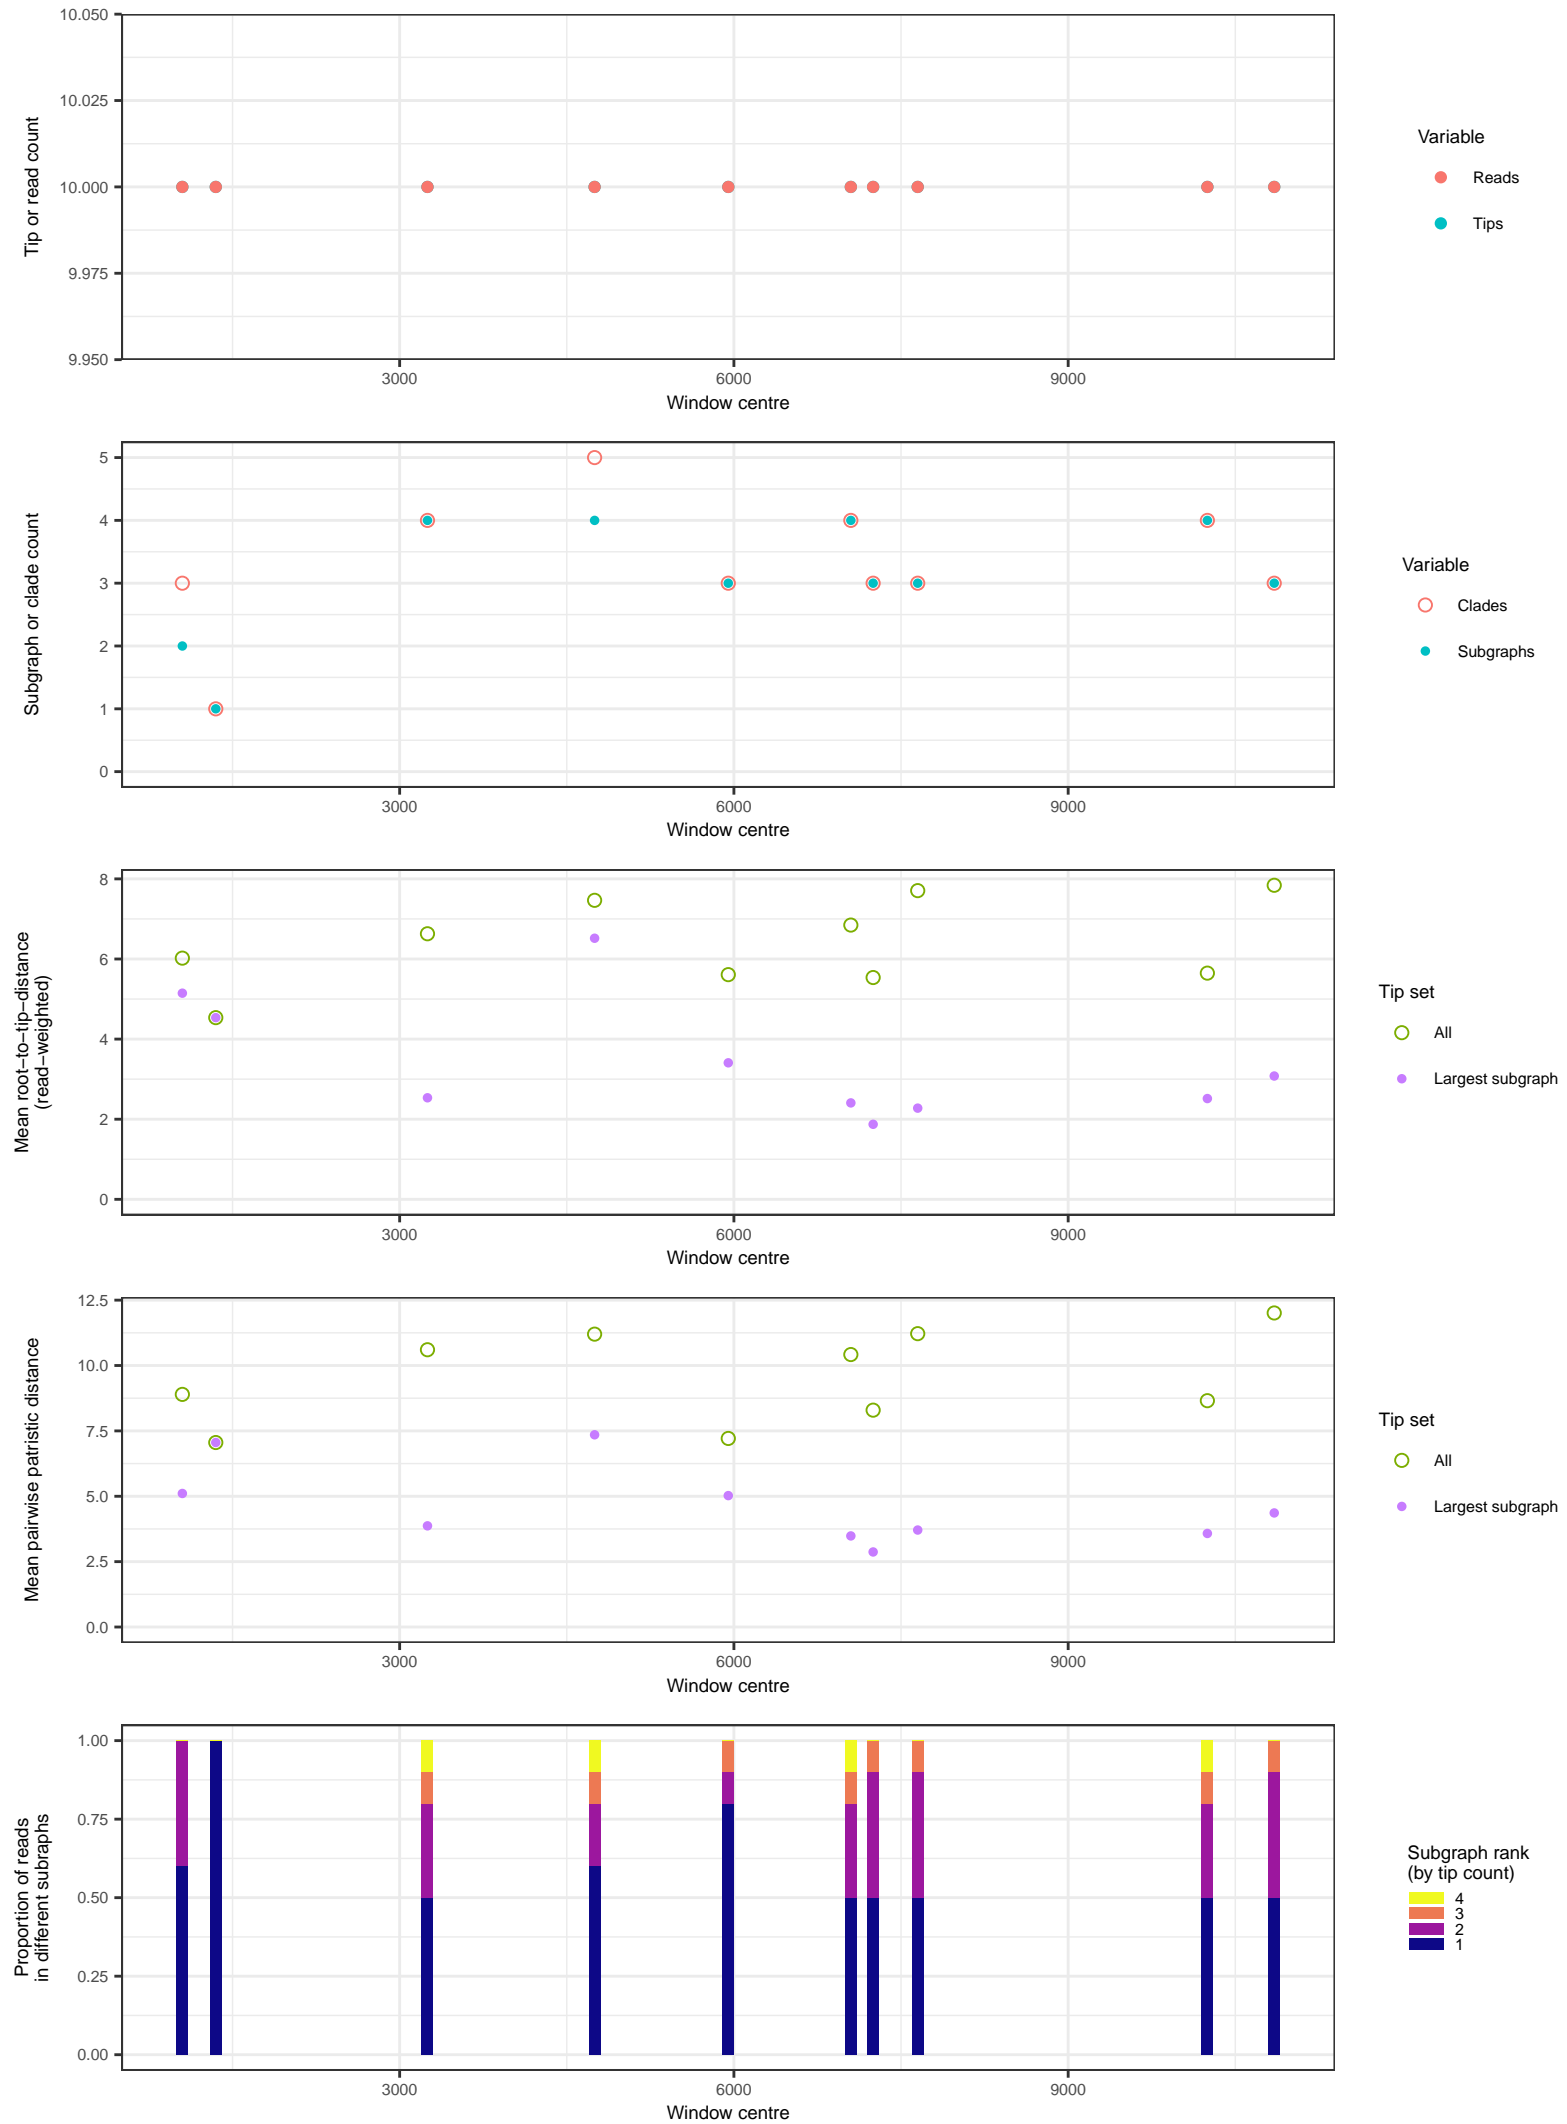 10.050
10.025
10.000
9.975
9.950
Tip or read count
3000
6000
9000
Window centre
Variable
Reads
Tips
5
4
3
2
1
0
Subgraph or clade count
3000
6000
9000
Window centre
Variable
Clades
Subgraphs
8
6
4
2
0
Mean root−to−tip−distance
(read−weighted)
3000
6000
9000
Window centre
Tip set
All
Largest subgraph
12.5
10.0
7.5
5.0
2.5
0.0
Mean pairwise patristic distance
3000
6000
9000
Window centre
Tip set
All
Largest subgraph
1.00
0.75
0.50
0.25
0.00
Proportion of reads
in different subraphs
3000
6000
9000
Window centre
Subgraph rank
(by tip count)
4
3
2
1